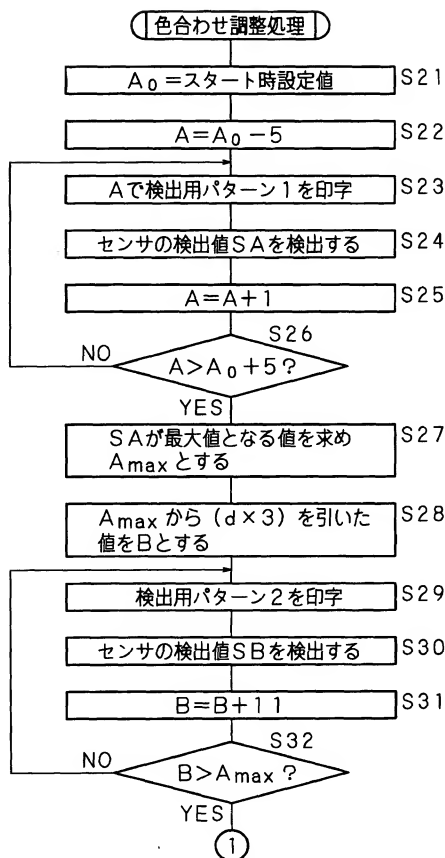 色合わせ調整処理
A₀＝スタート時設定値 S21
A＝A₀－5 S22
Aで検出用パターン1を印字 S23
センサの検出値SAを検出する S24
A＝A＋1 S25
S26
NO
A＞A₀＋5？
YES
SAが最大値となる値を求め S27
Amaxとする
Amaxから（d×3）を引いた S28
値をBとする
検出用パターン2を印字 S29
センサの検出値SBを検出する S30
B＝B＋11 S31
S32
NO
B＞Amax？
YES
1